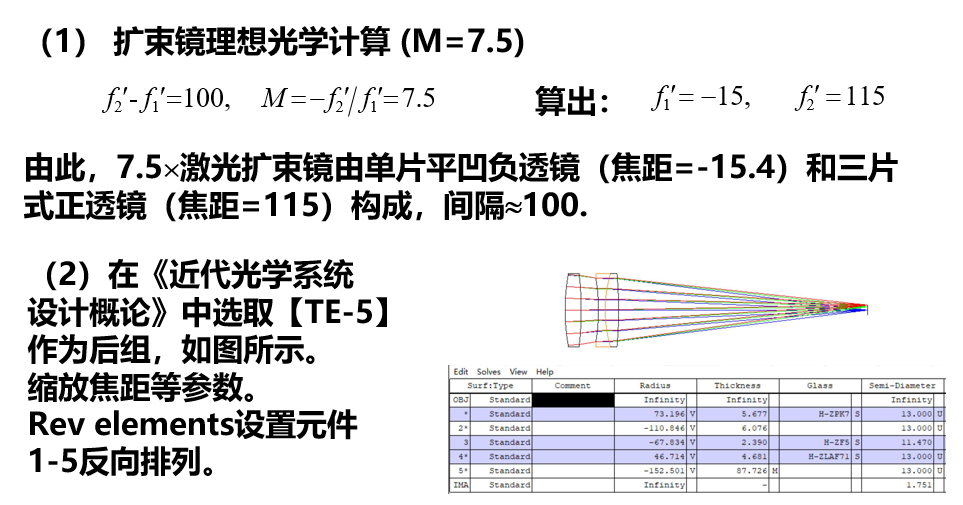 （1） 扩束镜理想光学计算 (M=7.5)
f₂′-f₁′=100, M=−f₂′/f₁′=7.5 算出： f₁′= −15, f₂′ =115
由此，7.5×激光扩束镜由单片平凹负透镜（焦距=-15.4）和三片
式正透镜（焦距=115）构成，间隔≈100.
（2）在《近代光学系统
设计概论》中选取【TE-5】
作为后组，如图所示。
缩放焦距等参数。
Rev elements设置元件
1-5反向排列。
Edit Solves View Help
Surf:Type Comment Radius Thickness Glass Semi-Diameter
OBJ Standard Infinity Infinity Infinity
* Standard 73.196 V 5.677 H-ZPK7 S 13.000 U
2* Standard -110.846 V 6.076 13.000 U
3 Standard -67.834 V 2.390 H-ZF5 S 11.470
4* Standard 46.714 V 4.681 H-ZLAF71 S 13.000 U
5* Standard -152.501 V 87.726 M 13.000 U
IMA Standard Infinity - 1.751